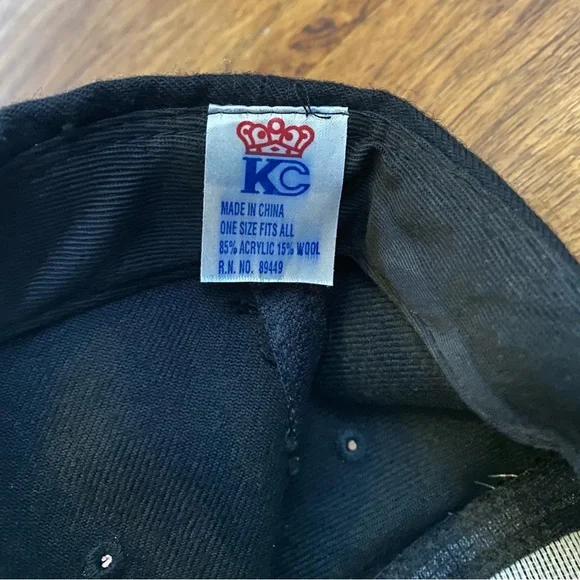 KC
MADE IN CHINA
ONE SIZE FITS ALL
85% ACRYLIC 15% WOOL
R.N. NO. 89449